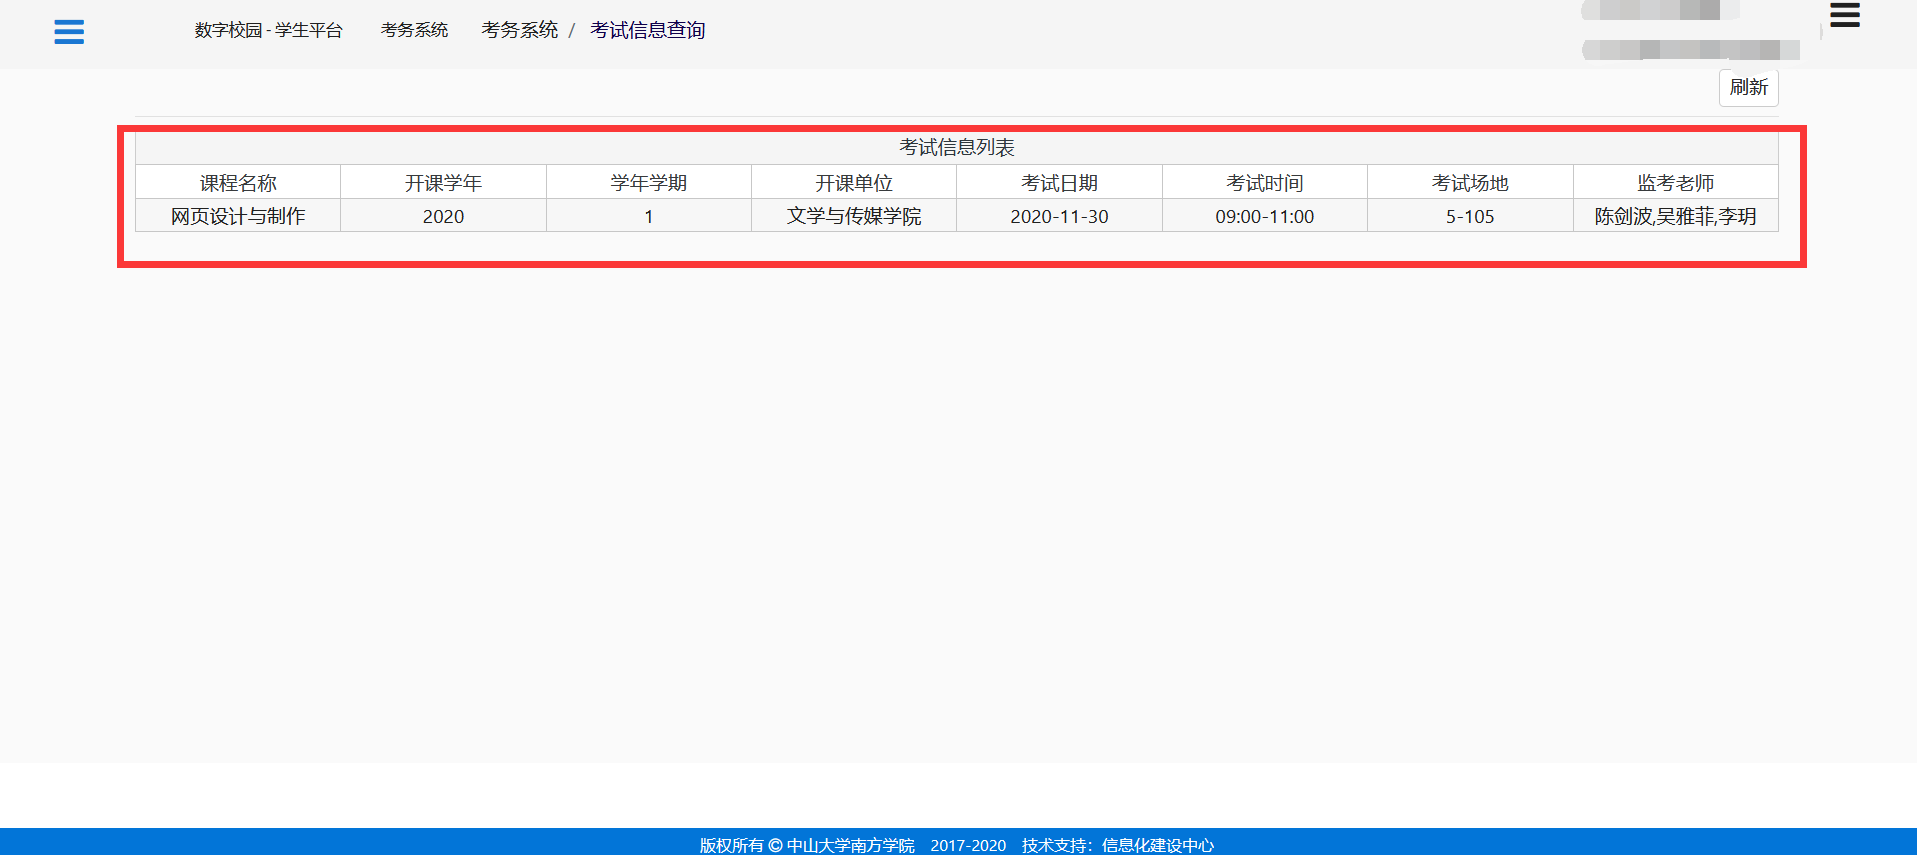 数字校园 - 学生平台 考务系统 考务系统 / 考试信息查询
刷新
考试信息列表
课程名称 开课学年 学年学期 开课单位 考试日期 考试时间 考试场地 监考老师
网页设计与制作 2020 1 文学与传媒学院 2020-11-30 09:00-11:00 5-105 陈剑波,吴雅菲,李玥
版权所有 © 中山大学南方学院 2017-2020 技术支持：信息化建设中心